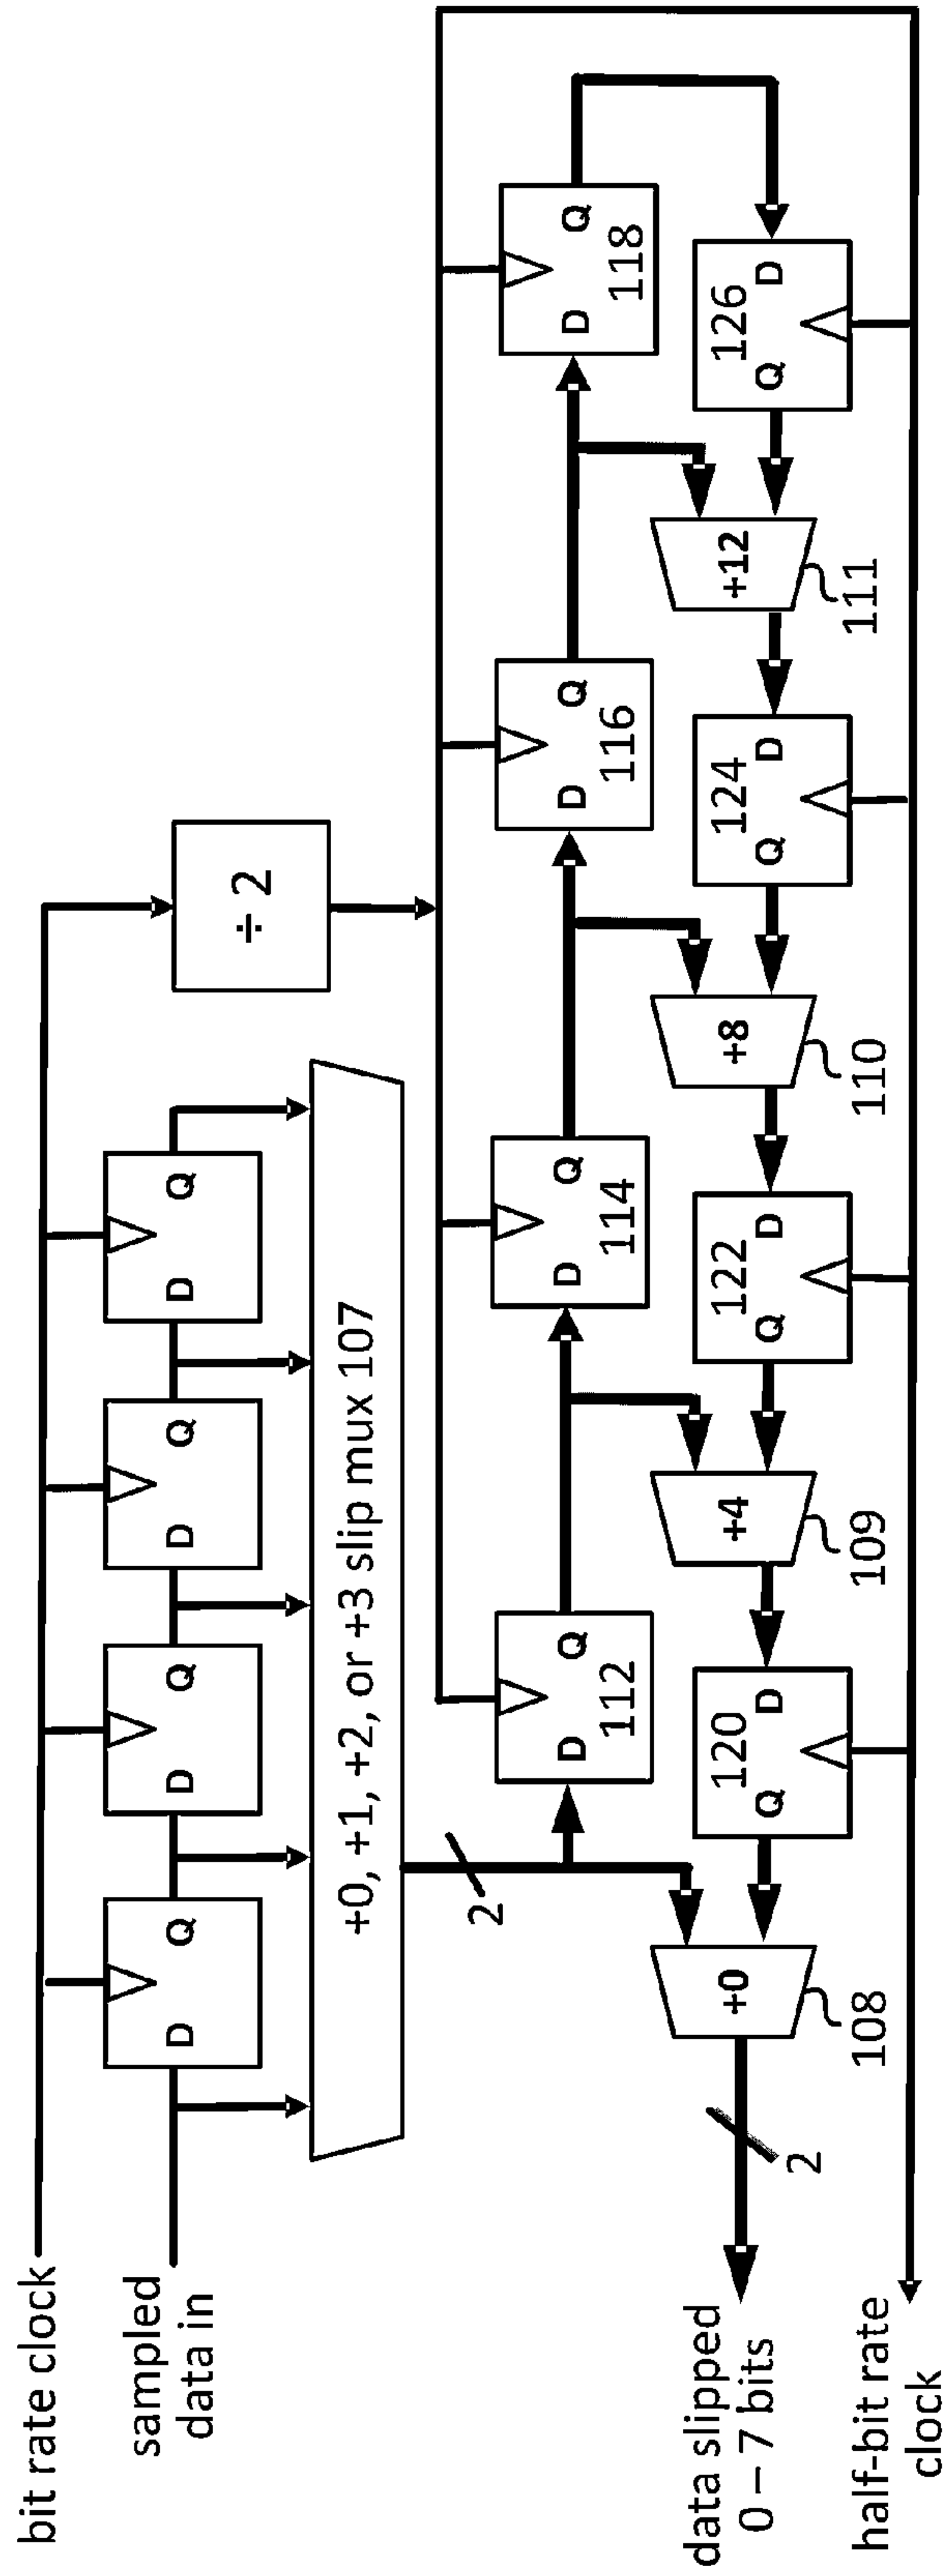 bit rate clock
sampled
data in
D Q
D Q
D Q
D Q
÷ 2
+0, +1, +2, or +3 slip mux 107
2
D Q
112
D Q
114
D Q
116
D Q
118
+0
108
120
Q D
+4
109
122
Q D
+8
110
124
Q D
+12
111
126
Q D
2
data slipped
0 – 7 bits
half-bit rate
clock